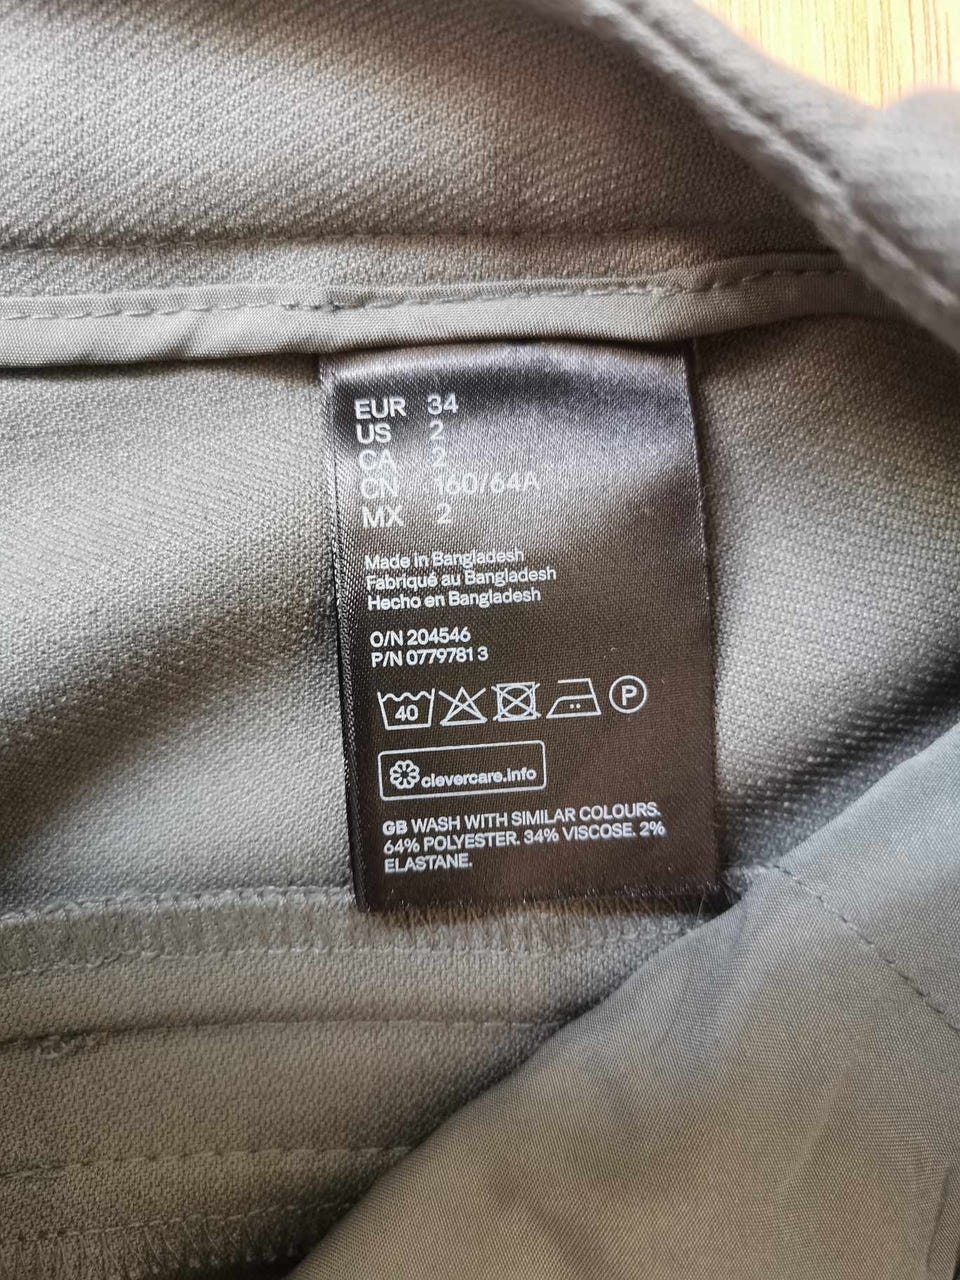 EUR 34
US 2
CA 2
CN 160/64A
MX 2
Made in Bangladesh
Fabriqué au Bangladesh
Hecho en Bangladesh
O/N 204546
P/N 0779781 3
40
P
clevercare.info
GB WASH WITH SIMILAR COLOURS.
64% POLYESTER. 34% VISCOSE. 2%
ELASTANE.